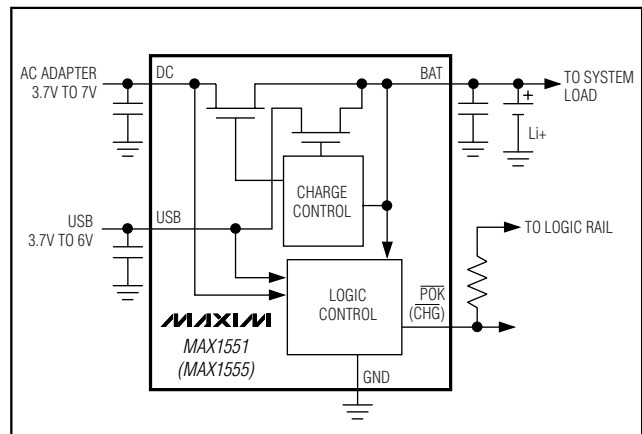 AC ADAPTER
3.7V TO 7V
DC
BAT
TO SYSTEM
LOAD
+
Li+
CHARGE
CONTROL
USB
3.7V TO 6V
USB
TO LOGIC RAIL
LOGIC
CONTROL
POK
(CHG)
MAXIM
MAX1551
(MAX1555)
GND